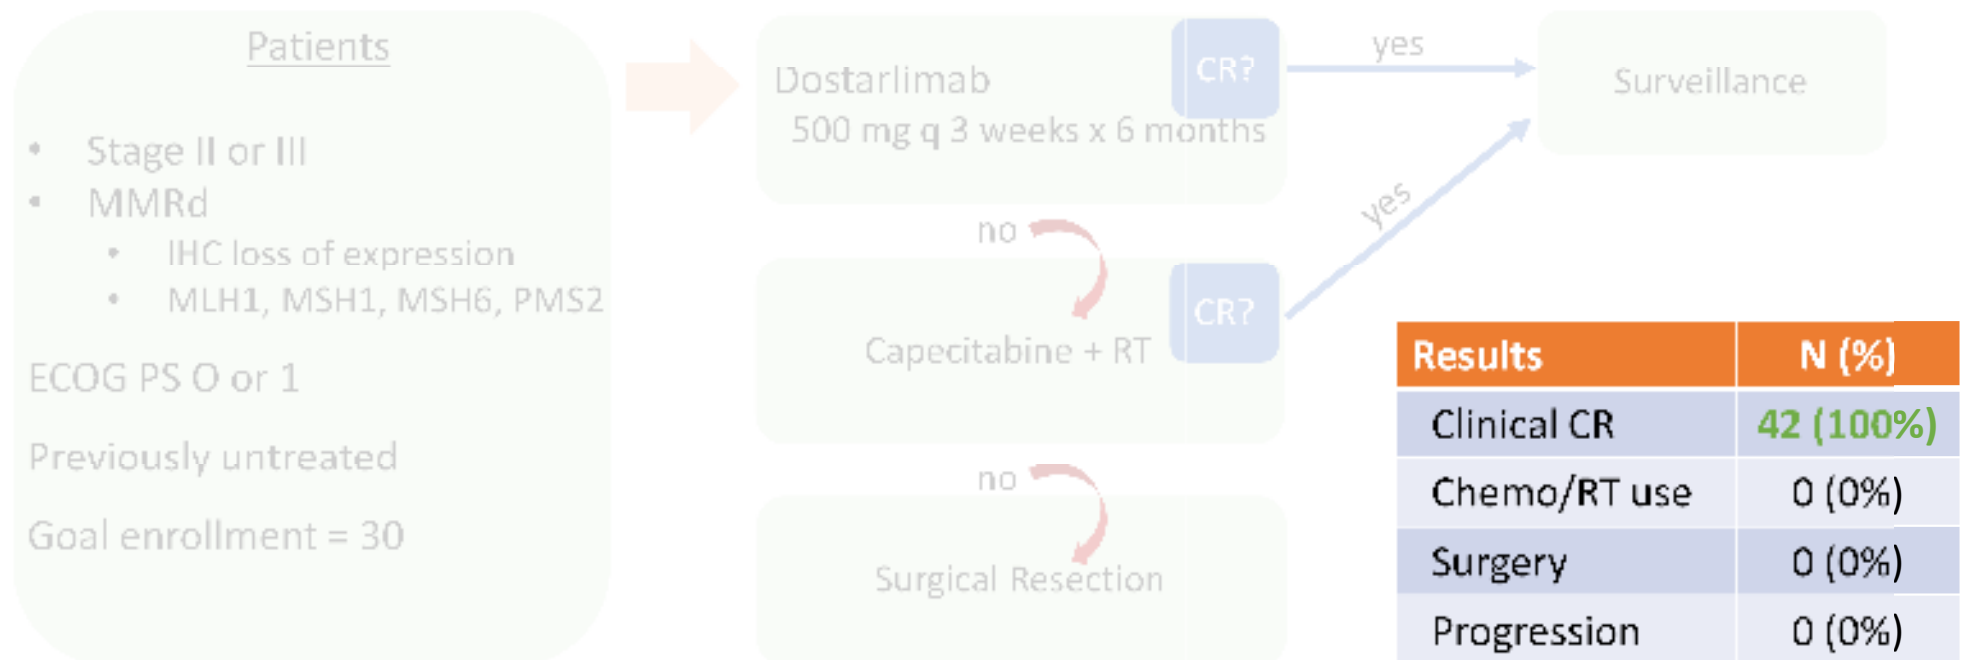 Patients
• Stage II or III
• MMRd
• IHC loss of expression
• MLH1, MSH1, MSH6, PMS2
ECOG PS O or 1
Previously untreated
Goal enrollment = 30
Dostarlimab
500 mg q 3 weeks x 6 months
CR?
yes
Surveillance
no
Capecitabine + RT
CR?
yes
no
Surgical Resection
Results N (%)
Clinical CR 42 (100%)
Chemo/RT use 0 (0%)
Surgery 0 (0%)
Progression 0 (0%)